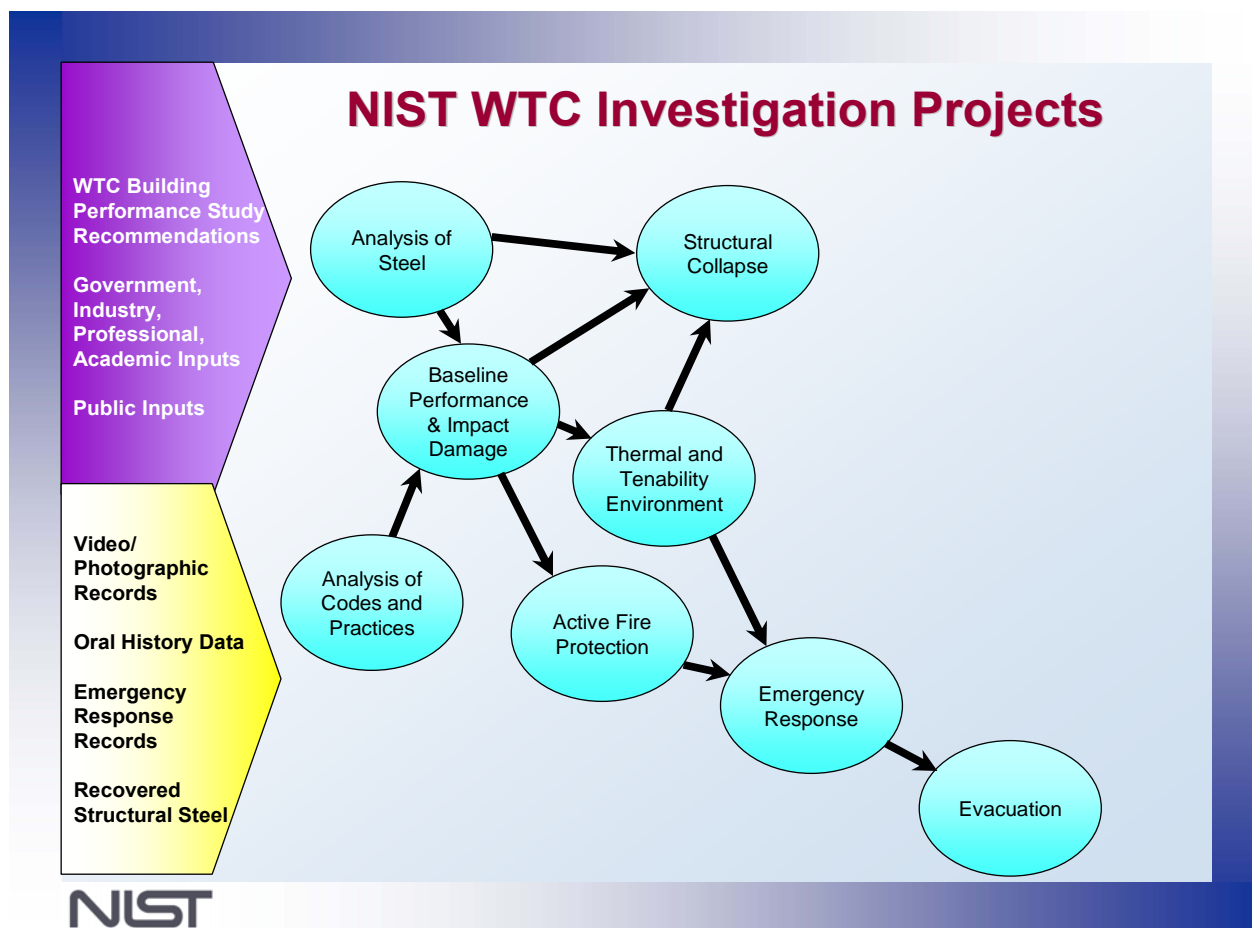 NIST WTC Investigation Projects
WTC Building
Performance Study
Recommendations
Government,
Industry,
Professional,
Academic Inputs
Public Inputs
Video/
Photographic
Records
Oral History Data
Emergency
Response
Records
Recovered
Structural Steel
Analysis of
Steel
Structural
Collapse
Baseline
Performance
& Impact
Damage
Thermal and
Tenability
Environment
Analysis of
Codes and
Practices
Active Fire
Protection
Emergency
Response
Evacuation
NIST